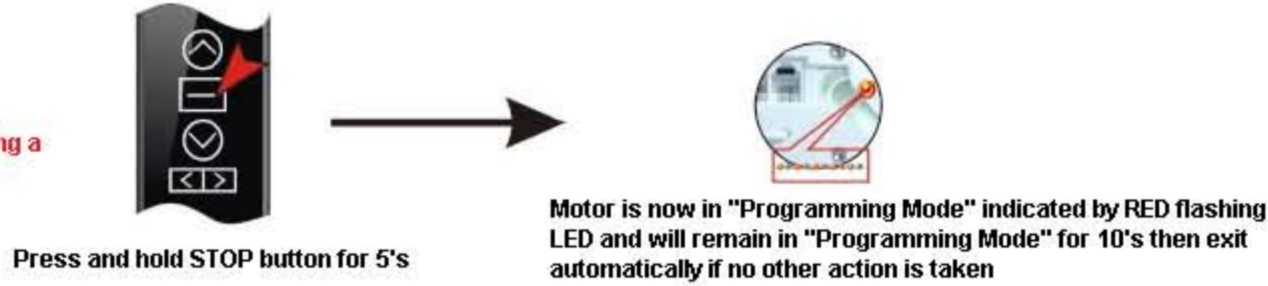 ng a
Press and hold STOP button for 5's
Motor is now in "Programming Mode" indicated by RED flashing
LED and will remain in "Programming Mode" for 10's then exit
automatically if no other action is taken